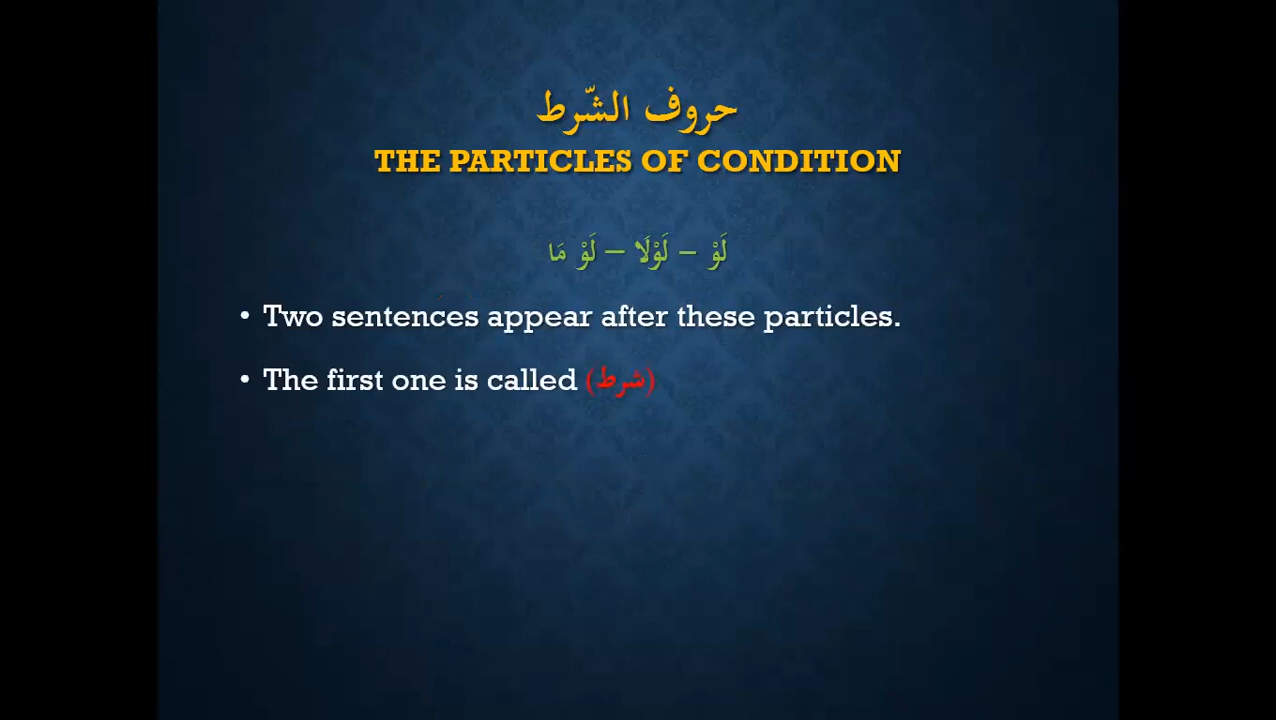 حروف الشّرط
THE PARTICLES OF CONDITION
لَوْ – لَوْلَا – لَوْ مَا
• Two sentences appear after these particles.
• The first one is called (شرط)